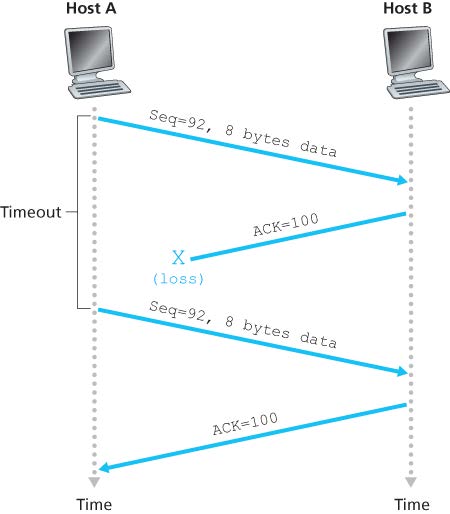 Host A
Host B
Seq=92, 8 bytes data
Timeout
ACK=100
X
(loss)
Seq=92, 8 bytes data
ACK=100
Time
Time